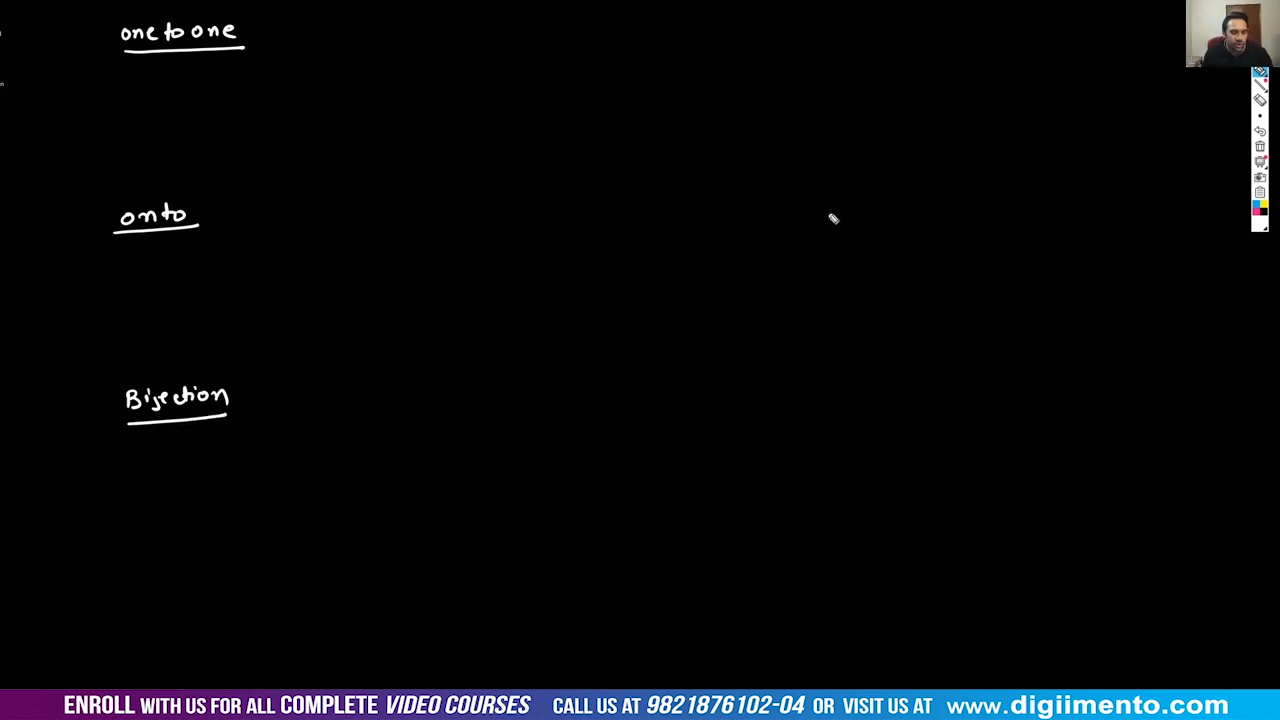 one to one
onto
Bijection
ENROLL WITH US FOR ALL COMPLETE VIDEO COURSES CALL US AT 9821876102-04 OR VISIT US AT www.digiimento.com